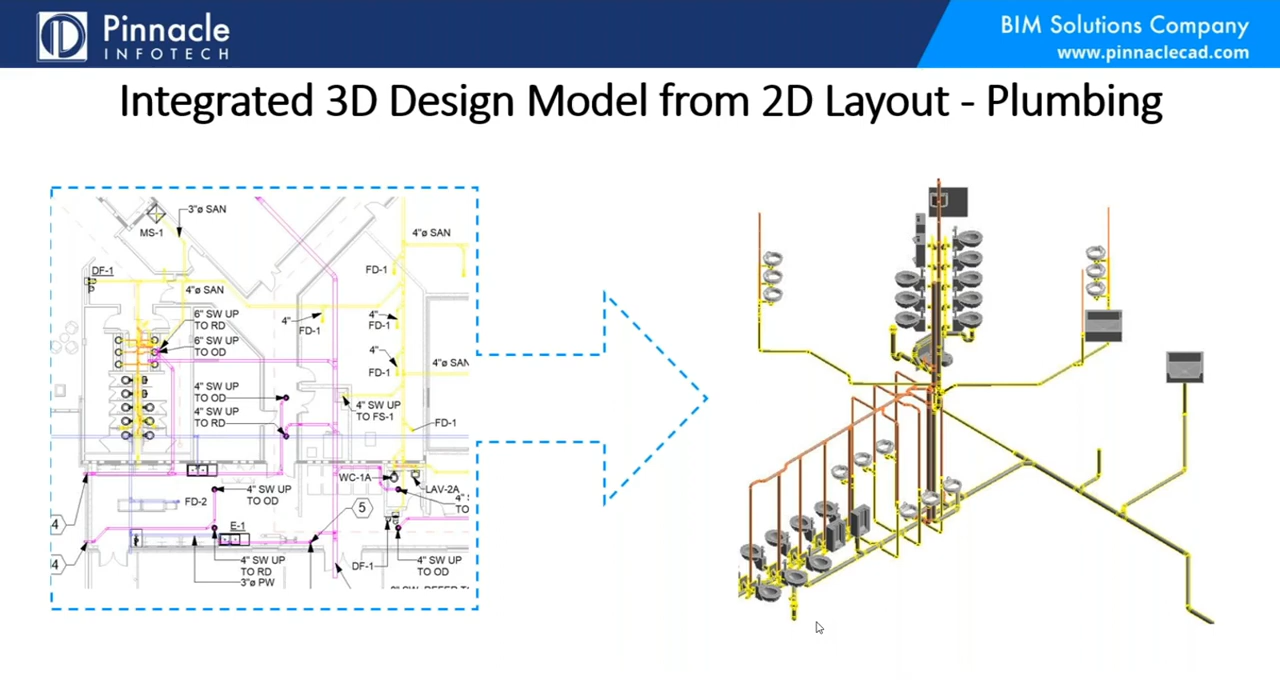 Pinnacle
INFOTECH
BIM Solutions Company
www.pinnaclecad.com
Integrated 3D Design Model from 2D Layout - Plumbing
3"ø SAN
MS-1
4"ø SAN
FD-1
DF-1
4"ø SAN
6" SW UP
TO RD
6" SW UP
TO OD
4"
FD-1
4"
FD-1
4"
FD-1
4"ø SAN
4" SW UP
TO OD
4" SW UP
TO RD
4" SW UP
TO FS-1
FD-1
WC-1A
LAV-2A
4" SW UP
TO OD
FD-2
4" S
TO
5
4
E-1
4
4" SW UP
TO RD
3"ø PW
DF-1
4" SW UP
TO OD